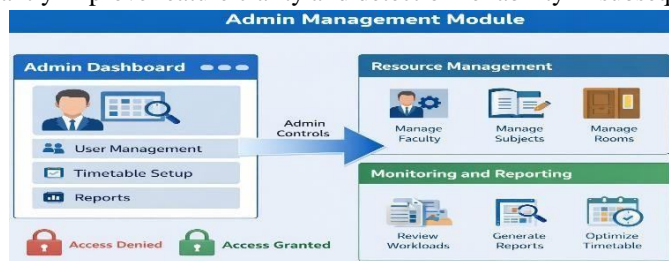 Admin Management Module
Admin Dashboard
User Management
Timetable Setup
Reports
Access Denied
Access Granted
Admin
Controls
Resource Management
Manage
Faculty
Manage
Subjects
Manage
Rooms
Monitoring and Reporting
Review
Workloads
Generate
Reports
Optimize
Timetable